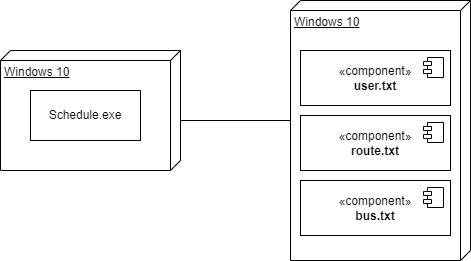 Windows 10
Schedule.exe
Windows 10
«component»
user.txt
«component»
route.txt
«component»
bus.txt